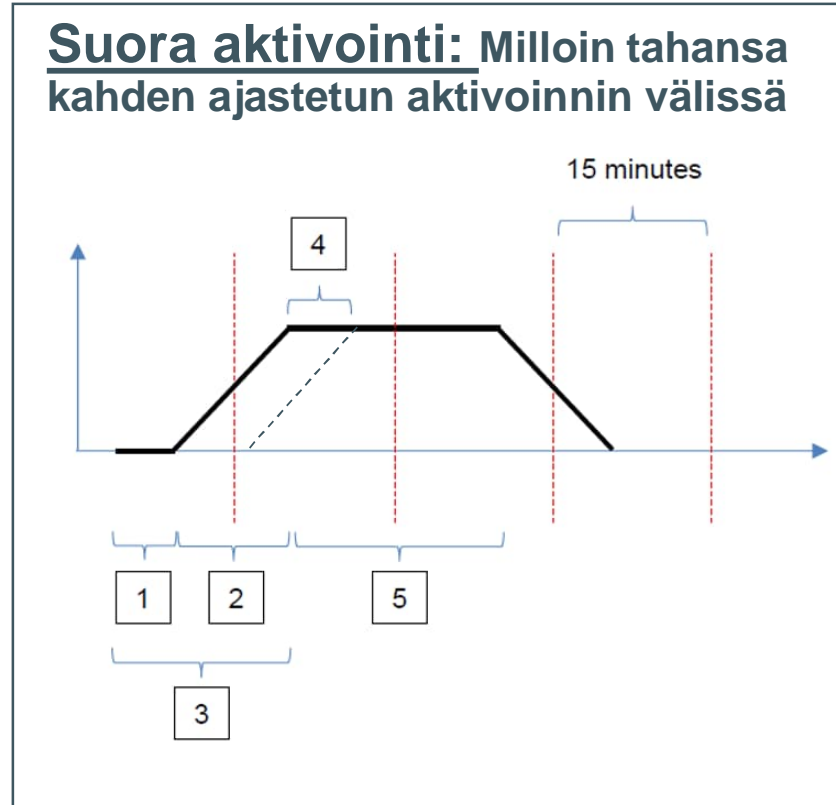 Suora aktivointi: Milloin tahansa
kahden ajastetun aktivoinnin välissä
15 minutes
4
1
2
5
3